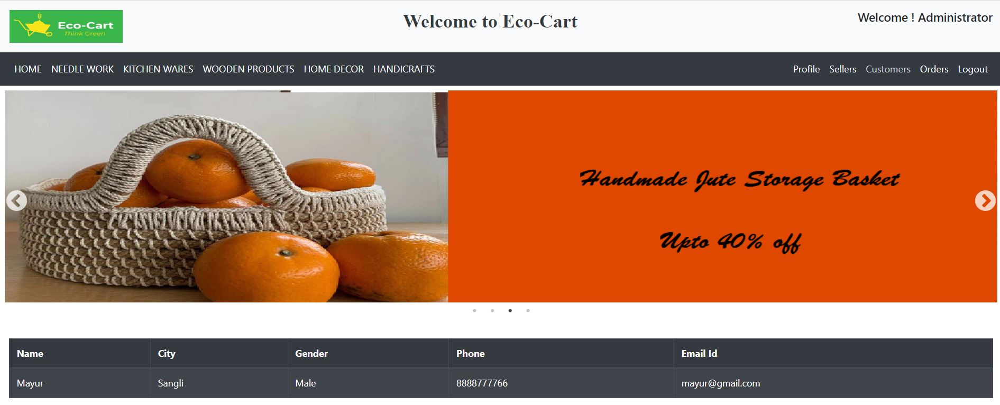 Eco-Cart
Think Green
Welcome to Eco-Cart
Welcome ! Administrator
HOME NEEDLE WORK KITCHEN WARES WOODEN PRODUCTS HOME DECOR HANDICRAFTS Profile Sellers Customers Orders Logout
Handmade Jute Storage Basket
Upto 40% off
Name City Gender Phone Email Id
Mayur Sangli Male 8888777766 mayur@gmail.com